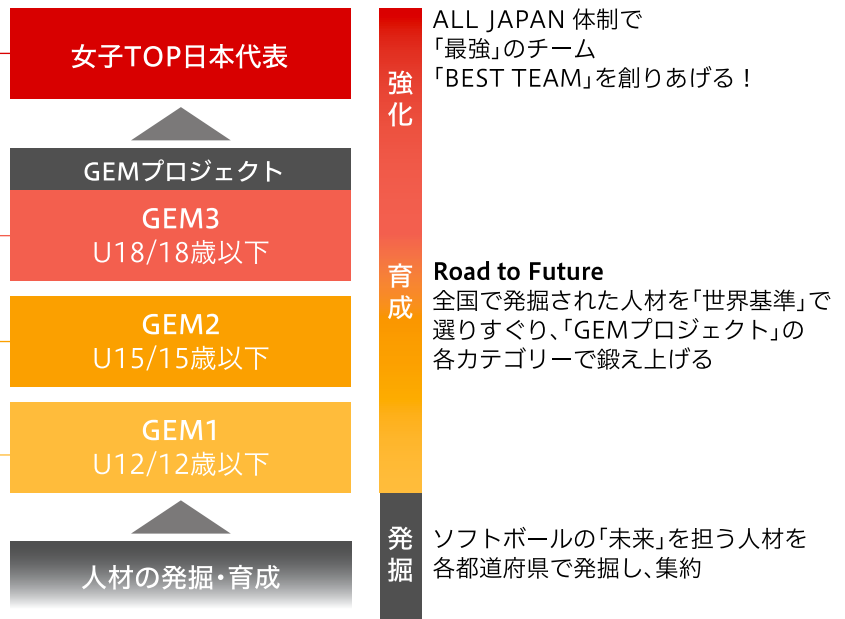 女子TOP日本代表
GEMプロジェクト
GEM3
U18/18歳以下
GEM2
U15/15歳以下
GEM1
U12/12歳以下
人材の発掘・育成
強化
育成
発掘
ALL JAPAN 体制で
「最強」のチーム
「BEST TEAM」を創りあげる！
Road to Future
全国で発掘された人材を「世界基準」で
選りすぐり、「GEMプロジェクト」の
各カテゴリーで鍛え上げる
ソフトボールの「未来」を担う人材を
各都道府県で発掘し、集約